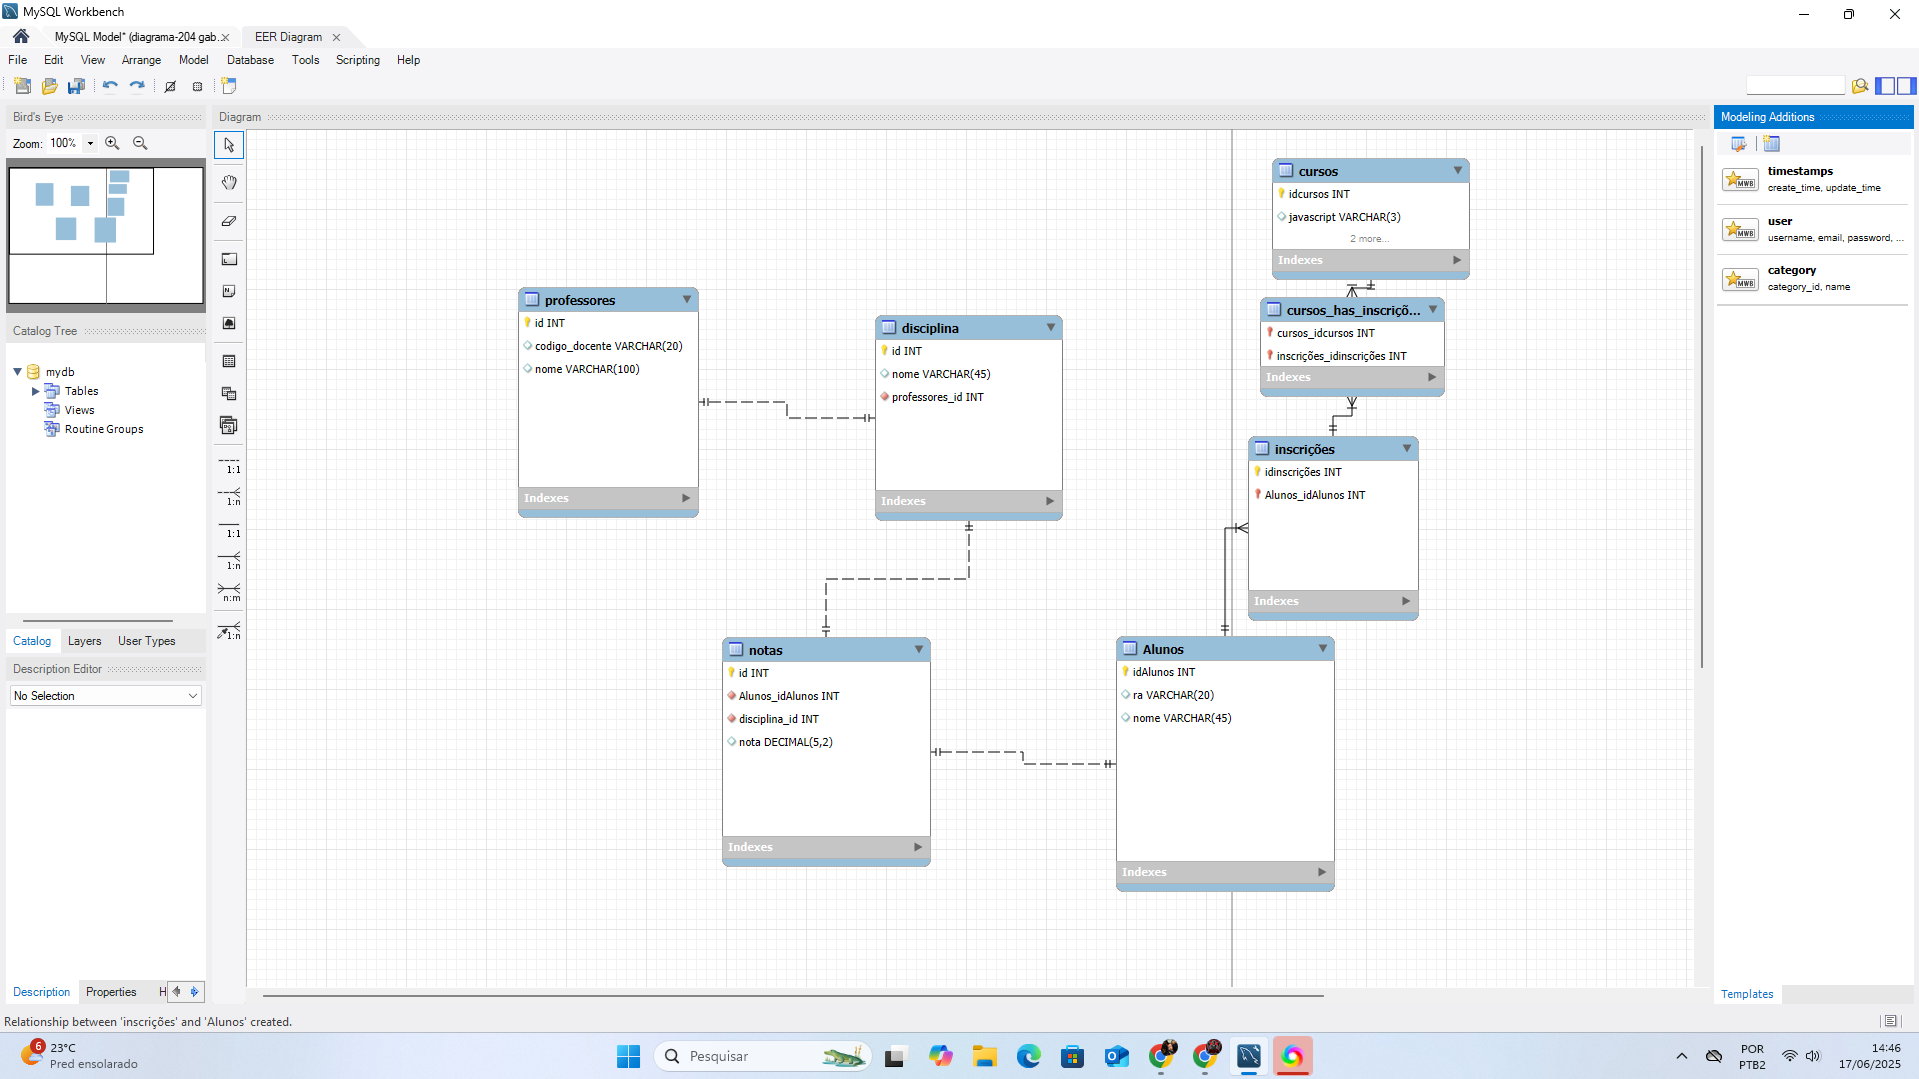 MySQL Workbench
MySQL Model* (diagrama-204 gab...
EER Diagram
File Edit View Arrange Model Database Tools Scripting Help
Bird's Eye
Zoom: 100%
Catalog Tree
mydb
Tables
Views
Routine Groups
Catalog Layers User Types
Description Editor
No Selection
Description Properties H
Diagram
1:1
1:n
1:1
1:n
n:m
1:n
professores
id INT
codigo_docente VARCHAR(20)
nome VARCHAR(100)
Indexes
disciplina
id INT
nome VARCHAR(45)
professores_id INT
Indexes
cursos
idcursos INT
javascript VARCHAR(3)
2 more...
Indexes
cursos_has_inscriçõ...
cursos_idcursos INT
inscrições_idinscrições INT
Indexes
inscrições
idinscrições INT
Alunos_idAlunos INT
Indexes
notas
id INT
Alunos_idAlunos INT
disciplina_id INT
nota DECIMAL(5,2)
Indexes
Alunos
idAlunos INT
ra VARCHAR(20)
nome VARCHAR(45)
Indexes
Modeling Additions
MWB
timestamps
create_time, update_time
MWB
user
username, email, password, ...
MWB
category
category_id, name
Templates
Relationship between 'inscrições' and 'Alunos' created.
6
23°C
Pred ensolarado
Pesquisar
POR
PTB2
14:46
17/06/2025